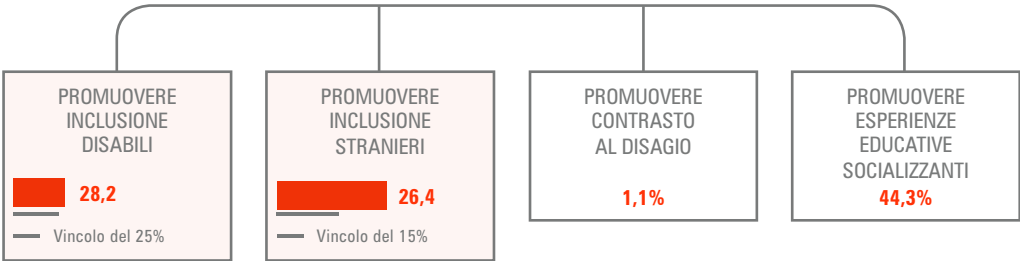 PROMUOVERE
INCLUSIONE
DISABILI
28,2
Vincolo del 25%
PROMUOVERE
INCLUSIONE
STRANIERI
26,4
Vincolo del 15%
PROMUOVERE
CONTRASTO
AL DISAGIO
1,1%
PROMUOVERE
ESPERIENZE
EDUCATIVE
SOCIALIZZANTI
44,3%